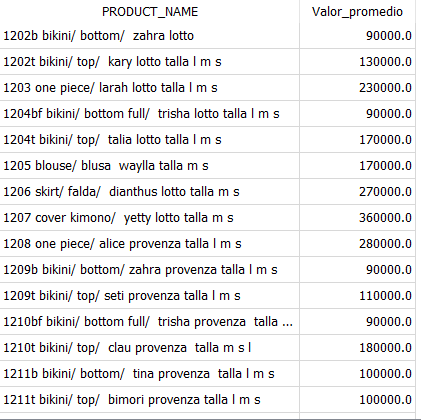 PRODUCT_NAME Valor_promedio
1202b bikini/ bottom/  zahra lotto 90000.0
1202t bikini/ top/  kary lotto talla l m s 130000.0
1203 one piece/ larah lotto talla l m s 230000.0
1204bf bikini/ bottom full/  trisha lotto talla l m s 90000.0
1204t bikini/ top/  talia lotto talla l m s 170000.0
1205 blouse/ blusa  waylla talla m s 170000.0
1206 skirt/ falda/  dianthus lotto talla m s 270000.0
1207 cover kimono/  yetty lotto talla m s 360000.0
1208 one piece/ alice provenza talla l m s 280000.0
1209b bikini/ bottom/ zahra provenza talla l m s 90000.0
1209t bikini/ top/ seti provenza talla l m s 110000.0
1210bf bikini/ bottom full/  trisha provenza  talla ... 90000.0
1210t bikini/ top/  clau provenza  talla m s l 180000.0
1211b bikini/ bottom/  tina provenza  talla l m s 100000.0
1211t bikini/ top/  bimori provenza talla l m s 100000.0